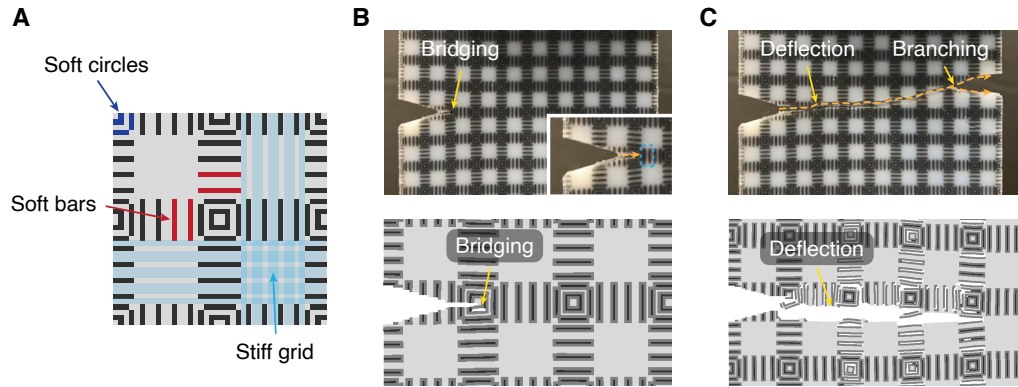 A
Soft circles
Soft bars
Stiff grid
B
Bridging
Bridging
C
Deflection
Branching
Deflection